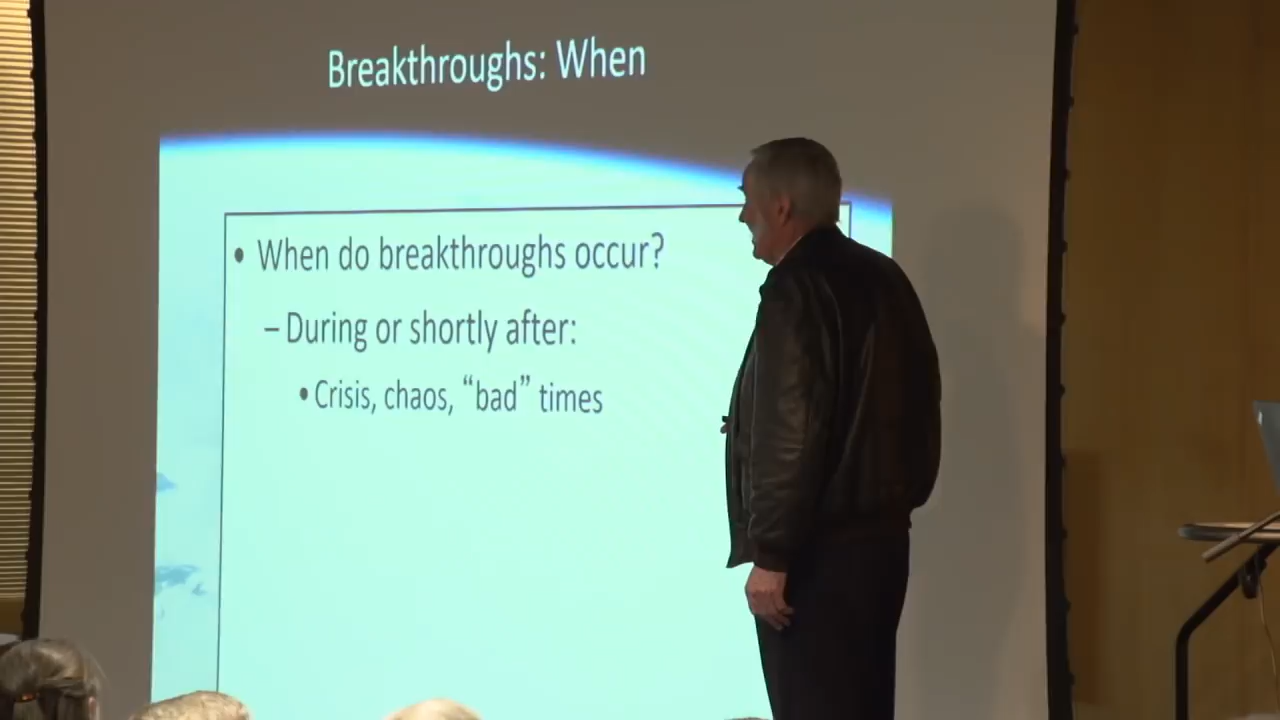 Breakthroughs: When
• When do breakthroughs occur?
– During or shortly after:
• Crisis, chaos, “bad” times